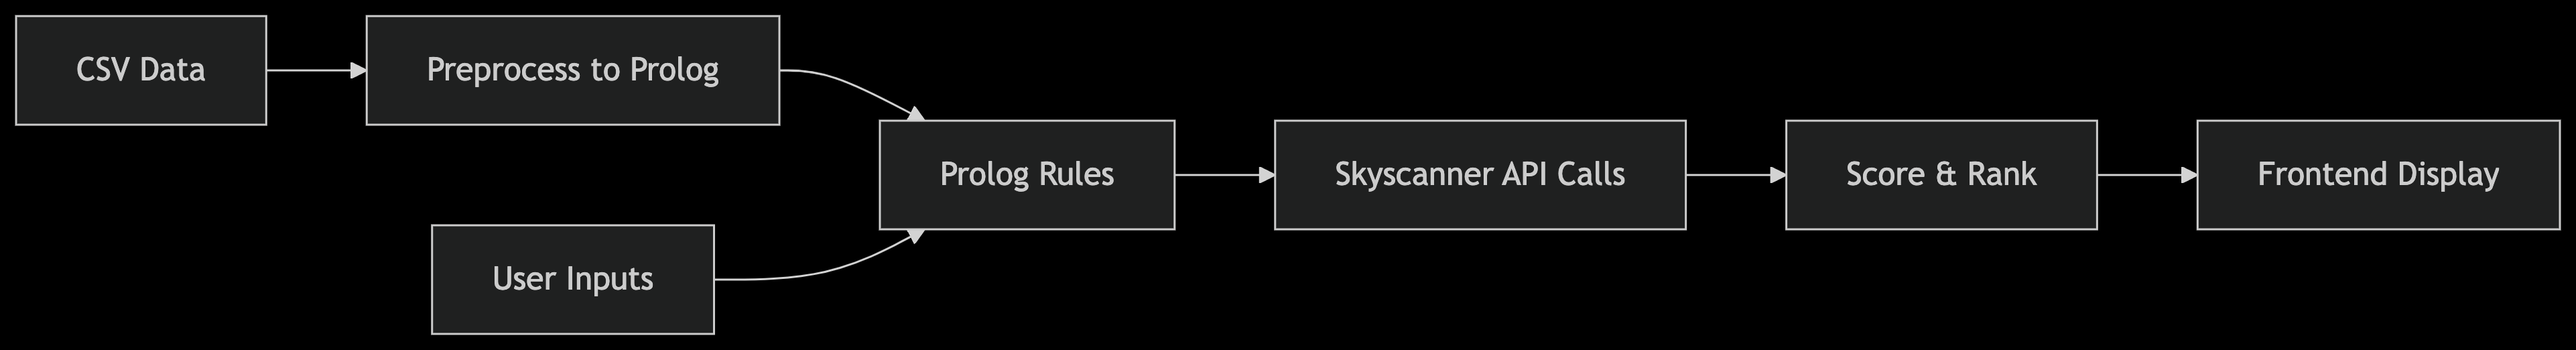 CSV Data
Preprocess to Prolog
User Inputs
Prolog Rules
Skyscanner API Calls
Score & Rank
Frontend Display